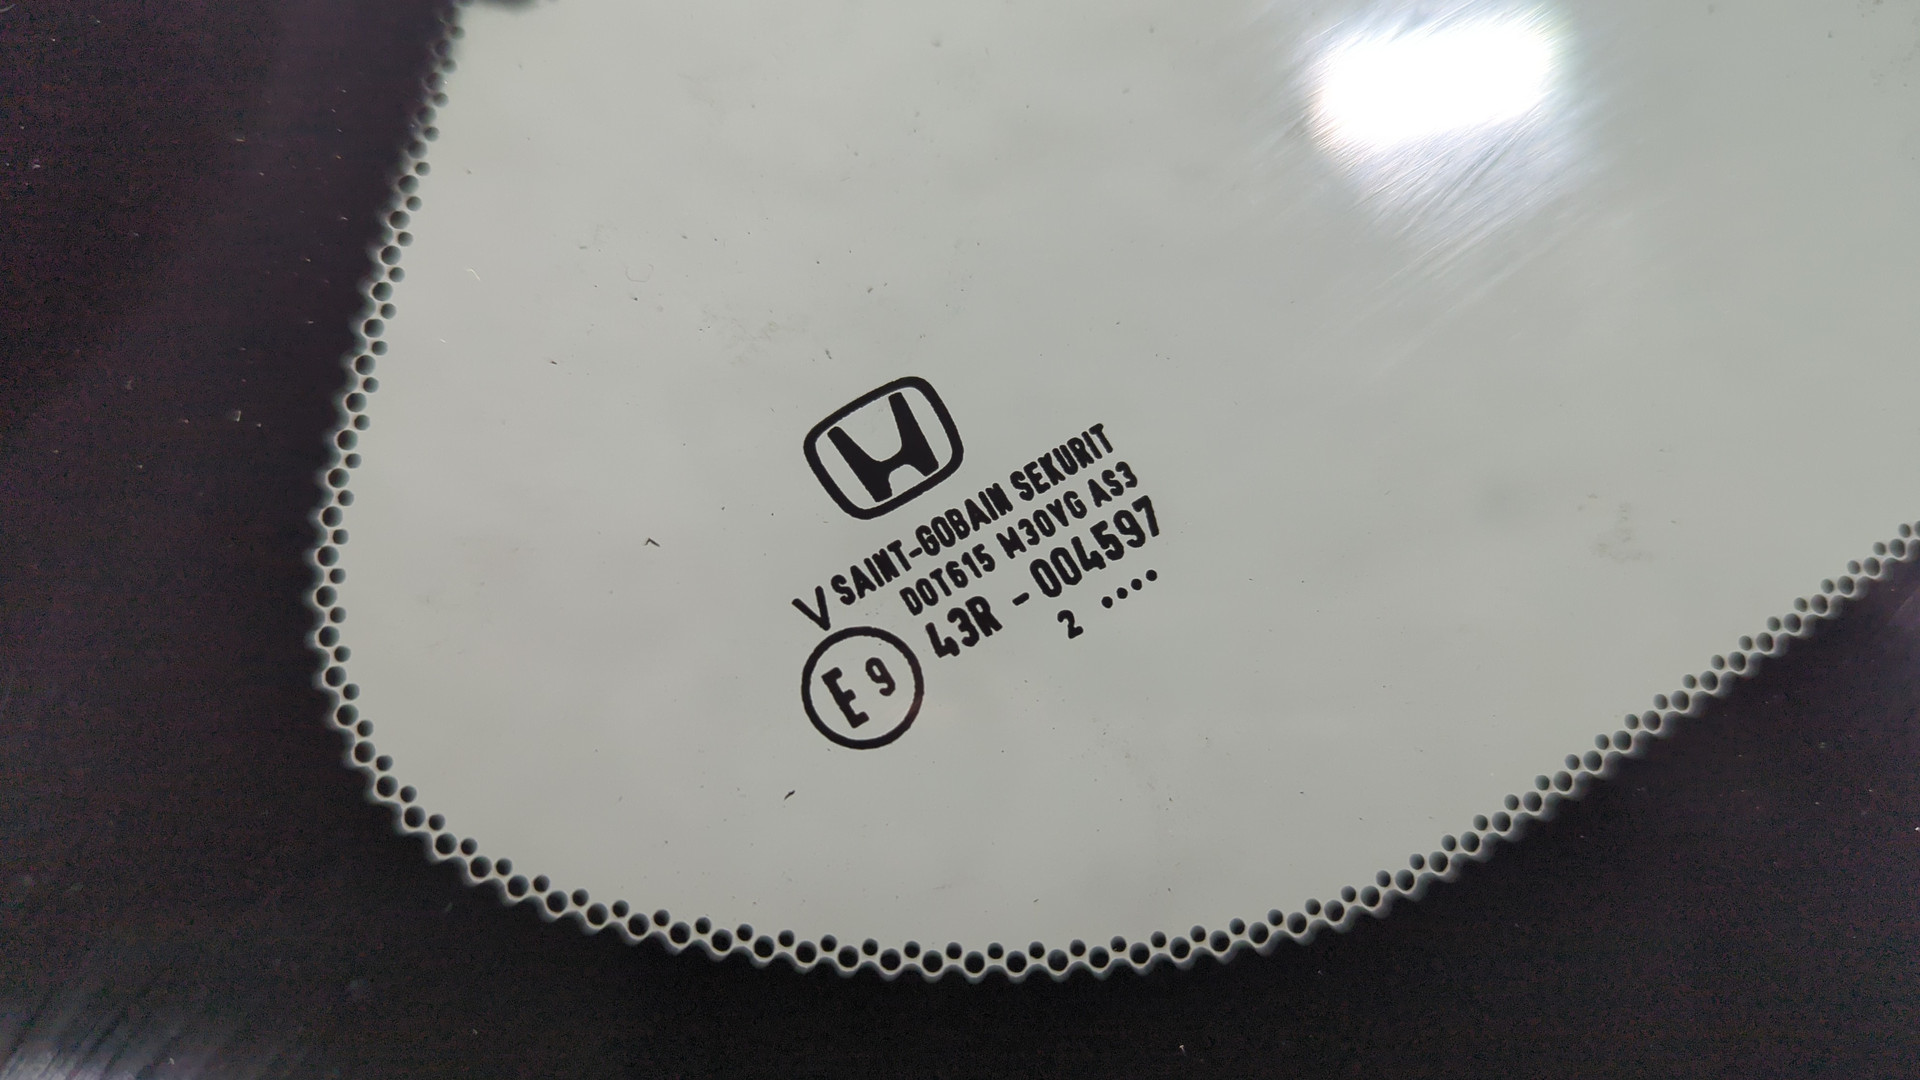 V SAINT-GOBAIN SEKURIT
DOT615 M30VG AS3
43R - 004597
E 9
2 ....